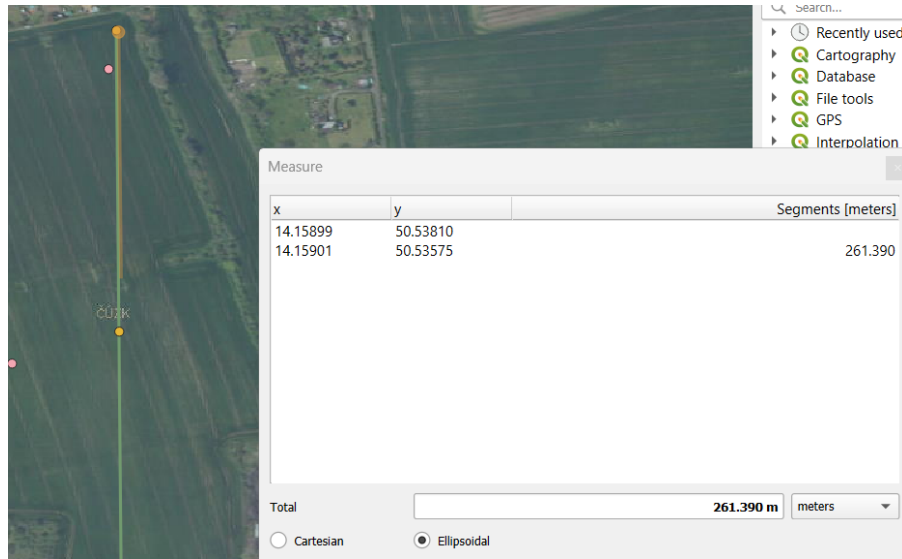 Search...
Recently used
Cartography
Database
File tools
GPS
Interpolation
Measure
x y Segments [meters]
14.15899 50.53810
14.15901 50.53575 261.390
ČÚZK
Total 261.390 m meters
Cartesian Ellipsoidal